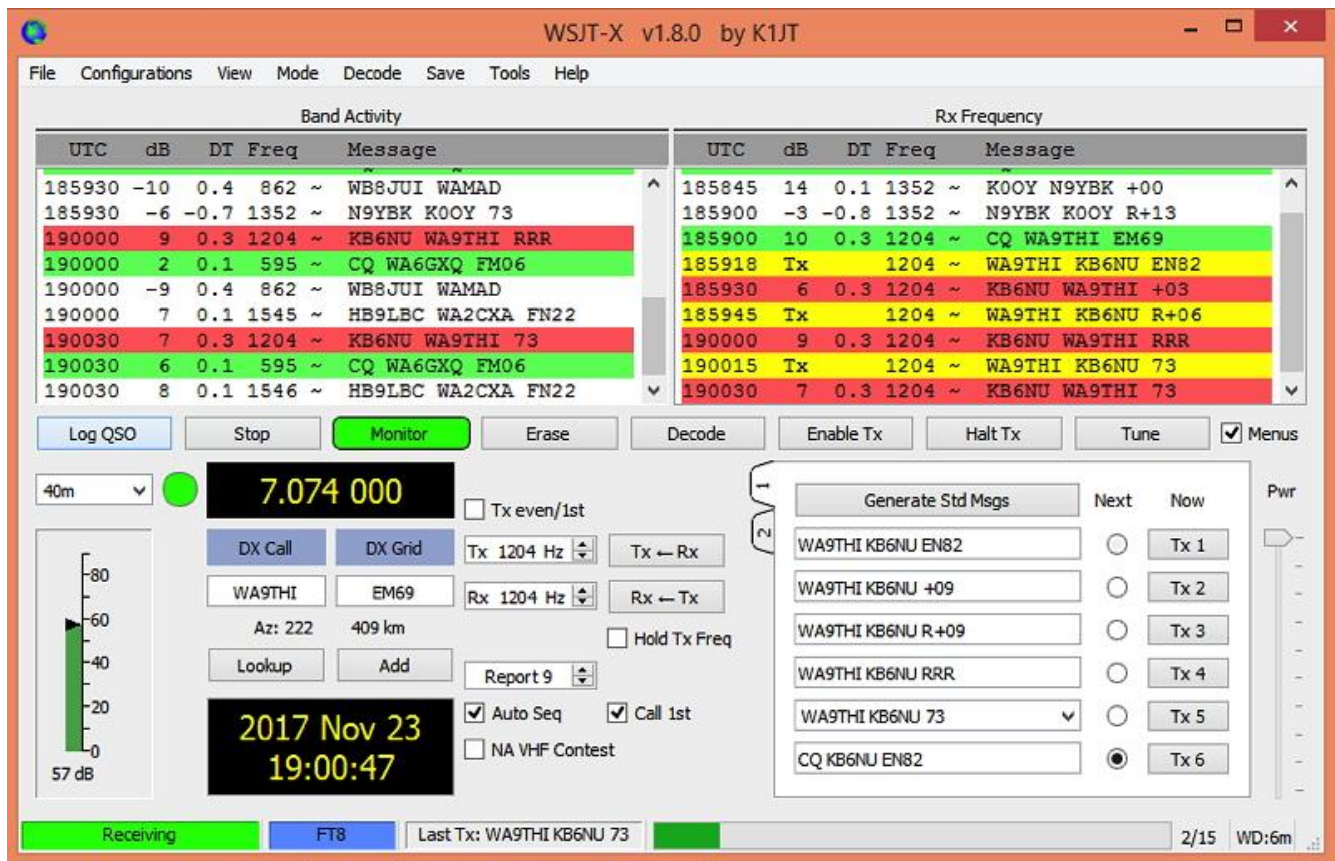 WSJT-X v1.8.0 by K1JT
File Configurations View Mode Decode Save Tools Help
Band Activity
UTC dB DT Freq Message
185930 -10 0.4 862 ~ WB8JUI WAMAD
185930 -6 -0.7 1352 ~ N9YBK K0OY 73
190000 9 0.3 1204 ~ KB6NU WA9THI RRR
190000 2 0.1 595 ~ CQ WA6GXQ FM06
190000 -9 0.4 862 ~ WB8JUI WAMAD
190000 7 0.1 1545 ~ HB9LBC WA2CXA FN22
190030 7 0.3 1204 ~ KB6NU WA9THI 73
190030 6 0.1 595 ~ CQ WA6GXQ FM06
190030 8 0.1 1546 ~ HB9LBC WA2CXA FN22
Rx Frequency
UTC dB DT Freq Message
185845 14 0.1 1352 ~ K0OY N9YBK +00
185900 -3 -0.8 1352 ~ N9YBK K0OY R+13
185900 10 0.3 1204 ~ CQ WA9THI EM69
185918 Tx 1204 ~ WA9THI KB6NU EN82
185930 6 0.3 1204 ~ KB6NU WA9THI +03
185945 Tx 1204 ~ WA9THI KB6NU R+06
190000 9 0.3 1204 ~ KB6NU WA9THI RRR
190015 Tx 1204 ~ WA9THI KB6NU 73
190030 7 0.3 1204 ~ KB6NU WA9THI 73
Log QSO Stop Monitor Erase Decode Enable Tx Halt Tx Tune Menus
40m
7.074 000
Tx even/1st
DX Call DX Grid
Tx 1204 Hz Tx ← Rx
WA9THI EM69
Rx 1204 Hz Rx ← Tx
Az: 222 409 km
Hold Tx Freq
Lookup Add
Report 9
2017 Nov 23
19:00:47
Auto Seq Call 1st
NA VHF Contest
-80
-60
-40
-20
-0
57 dB
1
2
Generate Std Msgs Next Now
WA9THI KB6NU EN82 Tx 1
WA9THI KB6NU +09 Tx 2
WA9THI KB6NU R+09 Tx 3
WA9THI KB6NU RRR Tx 4
WA9THI KB6NU 73 Tx 5
CQ KB6NU EN82 Tx 6
Pwr
Receiving FT8 Last Tx: WA9THI KB6NU 73 2/15 WD:6m